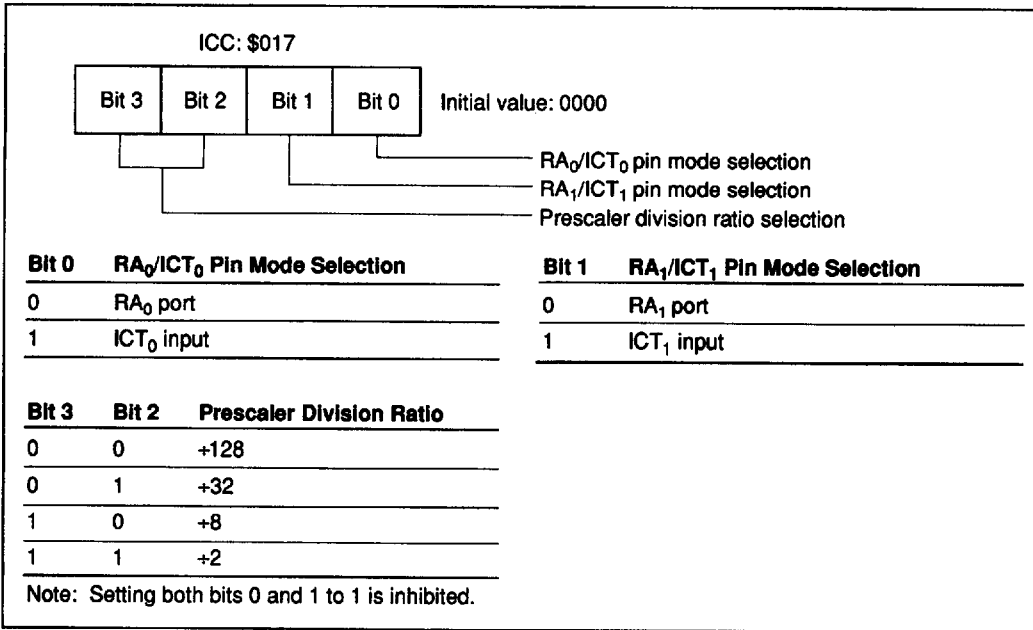 ICC: $017
Bit 3 Bit 2 Bit 1 Bit 0 Initial value: 0000
RA₀/ICT₀ pin mode selection
RA₁/ICT₁ pin mode selection
Prescaler division ratio selection
Bit 0 RA₀/ICT₀ Pin Mode Selection
0 RA₀ port
1 ICT₀ input
Bit 1 RA₁/ICT₁ Pin Mode Selection
0 RA₁ port
1 ICT₁ input
Bit 3 Bit 2 Prescaler Division Ratio
0 0 ÷128
0 1 ÷32
1 0 ÷8
1 1 ÷2
Note: Setting both bits 0 and 1 to 1 is inhibited.